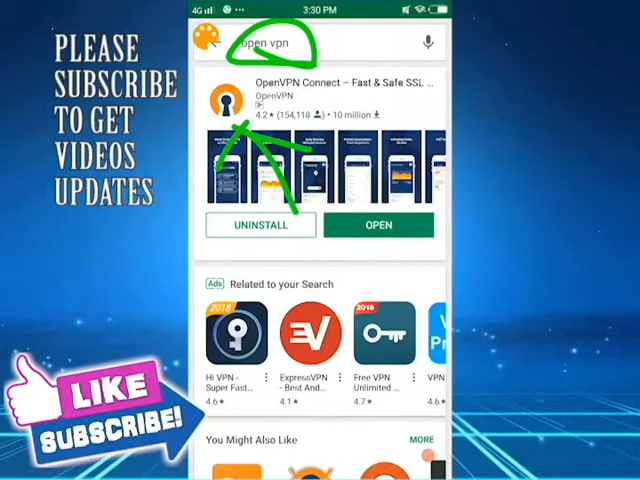 4G
3:30 PM
PLEASE
SUBSCRIBE
TO GET
VIDEOS
UPDATES
open vpn
OpenVPN Connect – Fast & Safe SSL ...
OpenVPN
4.2★ (154,118) • 10 million
UNINSTALL
OPEN
Ads Related to your Search
2018
2018
Hi VPN -
Super Fast...
4.6★
ExpressVPN
- Best And...
4.1★
Free VPN
Unlimited ...
4.7★
VPN
4.6★
LIKE
SUBSCRIBE!
You Might Also Like
MORE